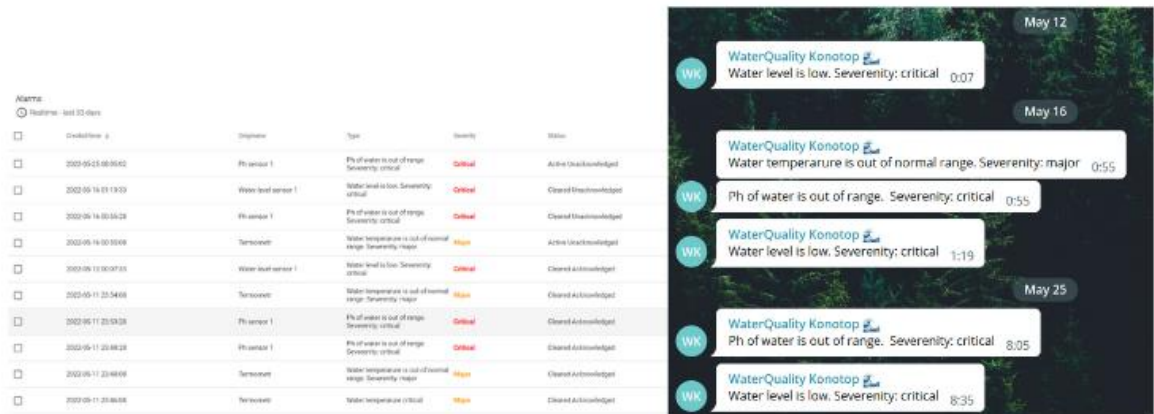 Alarms
Realtime - last 30 days
Created time Originator Type Severity Status
Ph sensor 1 Ph of water is out of range. Severenity: critical Critical Active Unacknowledged
Water level sensor 1 Water level is low. Severenity: critical Critical Cleared Unacknowledged
Ph sensor 1 Ph of water is out of range. Severenity: critical Critical Cleared Unacknowledged
Termometr Water temperarure is out of normal range. Severenity: major Major Active Unacknowledged
Water level sensor 1 Water level is low. Severenity: critical Critical Cleared Acknowledged
Termometr Water temperarure is out of normal range. Severenity: major Major Cleared Acknowledged
Ph sensor 1 Ph of water is out of range. Severenity: critical Critical Cleared Acknowledged
Ph sensor 1 Ph of water is out of range. Severenity: critical Critical Cleared Acknowledged
Termometr Water temperarure is out of normal range. Severenity: major Major Cleared Acknowledged
Termometr Water temperarure critical Major Cleared Acknowledged
May 12
WaterQuality Konotop
WK Water level is low. Severenity: critical 0:07
May 16
WaterQuality Konotop
Water temperarure is out of normal range. Severenity: major 0:55
WK Ph of water is out of range. Severenity: critical 0:55
WaterQuality Konotop
WK Water level is low. Severenity: critical 1:19
May 25
WaterQuality Konotop
WK Ph of water is out of range. Severenity: critical 8:05
WaterQuality Konotop
WK Water level is low. Severenity: critical 8:35